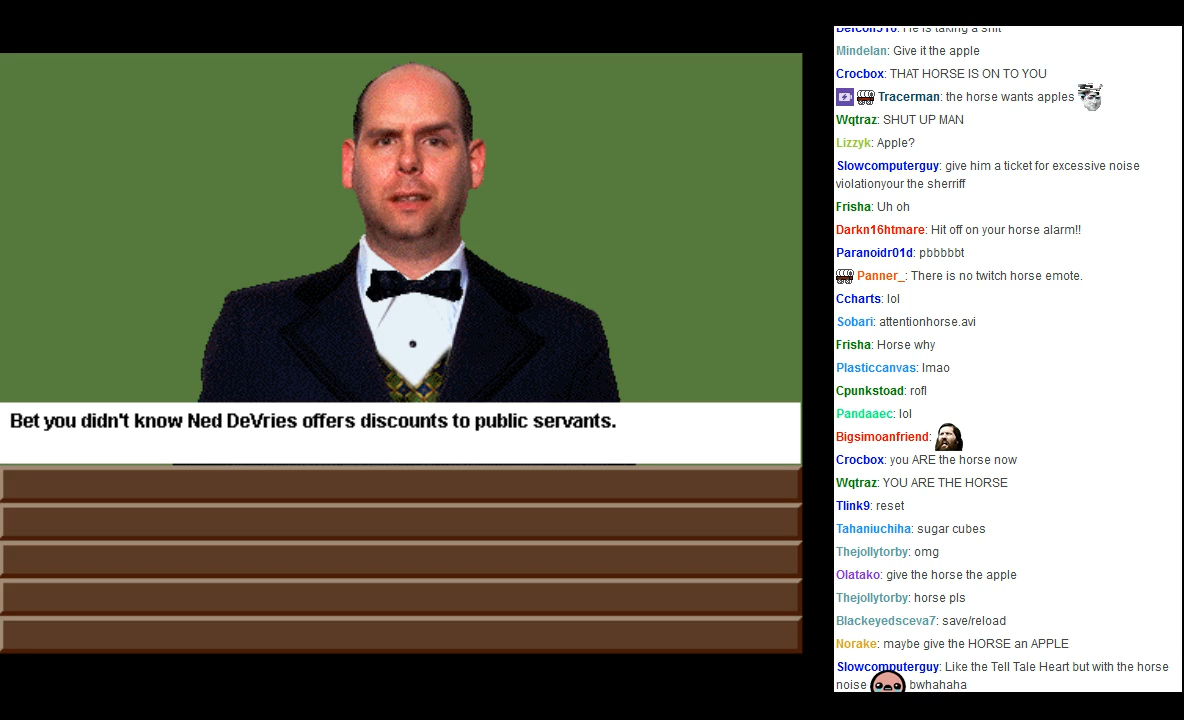 Bet you didn't know Ned DeVries offers discounts to public servants.
Mindelan: Give it the apple
Crocbox: THAT HORSE IS ON TO YOU
Tracerman: the horse wants apples
Wqtraz: SHUT UP MAN
Lizzyk: Apple?
Slowcomputerguy: give him a ticket for excessive noise
violationyour the sherriff
Frisha: Uh oh
Darkn16htmare: Hit off on your horse alarm!!
Paranoidr01d: pbbbbbt
Panner_: There is no twitch horse emote.
Ccharts: lol
Sobari: attentionhorse.avi
Frisha: Horse why
Plasticcanvas: lmao
Cpunkstoad: rofl
Pandaaec: lol
Bigsimoanfriend:
Crocbox: you ARE the horse now
Wqtraz: YOU ARE THE HORSE
Tlink9: reset
Tahaniuchiha: sugar cubes
Thejollytorby: omg
Olatako: give the horse the apple
Thejollytorby: horse pls
Blackeyedsceva7: save/reload
Norake: maybe give the HORSE an APPLE
Slowcomputerguy: Like the Tell Tale Heart but with the horse
noise bwhahaha